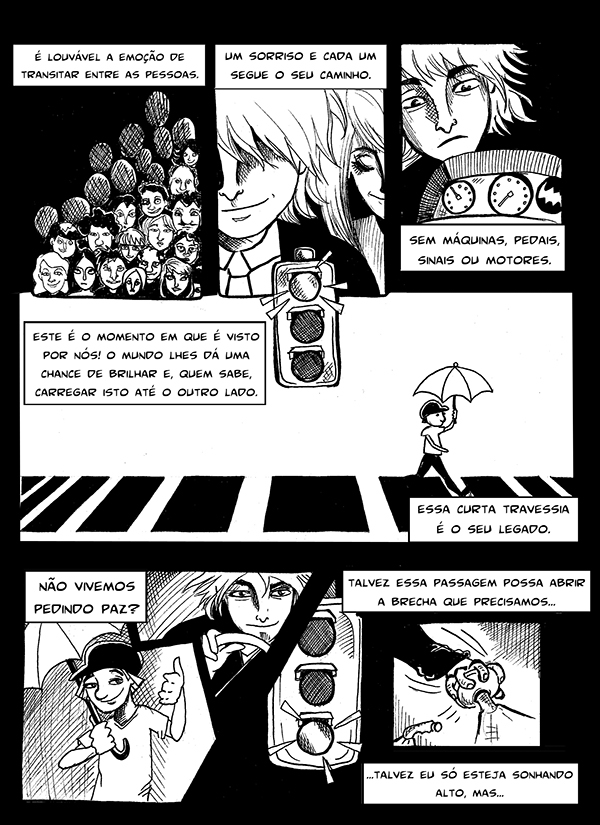 É LOUVÁVEL A EMOÇÃO DE
TRANSITAR ENTRE AS PESSOAS.
UM SORRISO E CADA UM
SEGUE O SEU CAMINHO.
SEM MÁQUINAS, PEDAIS,
SINAIS OU MOTORES.
ESTE É O MOMENTO EM QUE É VISTO
POR NÓS! O MUNDO LHES DÁ UMA
CHANCE DE BRILHAR E, QUEM SABE,
CARREGAR ISTO ATÉ O OUTRO LADO.
ESSA CURTA TRAVESSIA
É O SEU LEGADO.
NÃO VIVEMOS
PEDINDO PAZ?
TALVEZ ESSA PASSAGEM POSSA ABRIR
A BRECHA QUE PRECISAMOS...
...TALVEZ EU SÓ ESTEJA SONHANDO
ALTO, MAS...